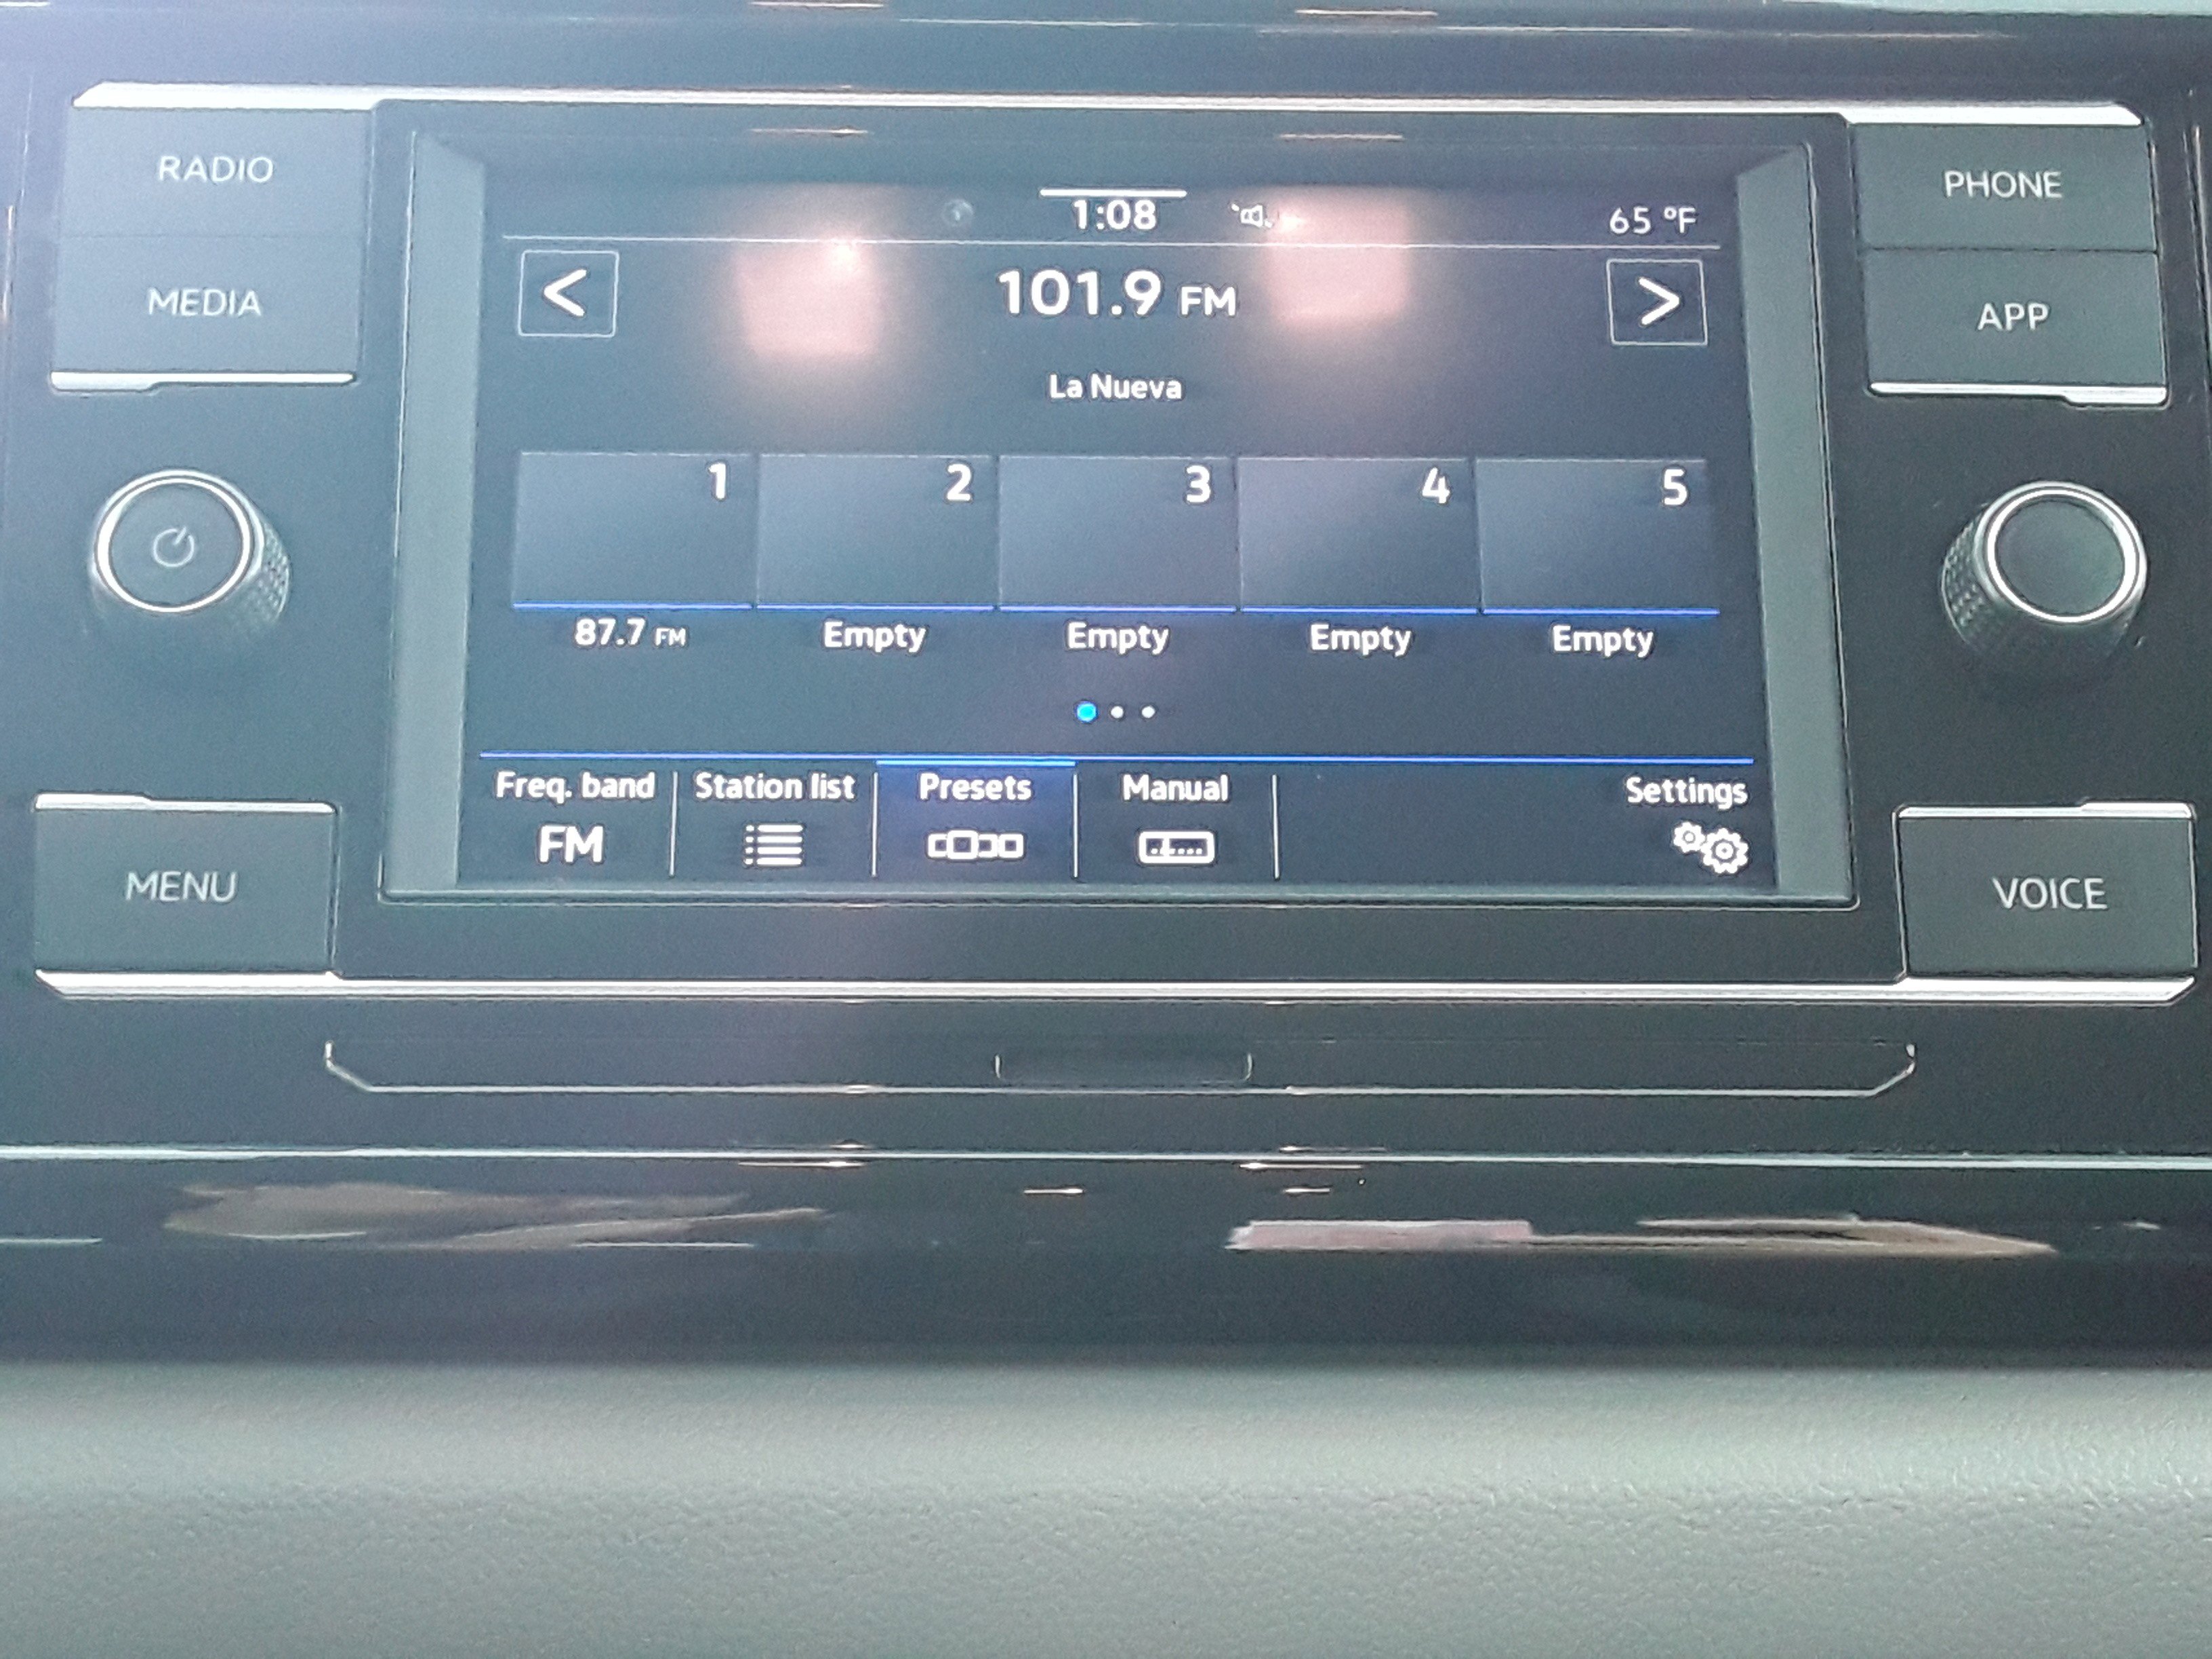 RADIO
MEDIA
MENU
PHONE
APP
VOICE
1:08
65 °F
<
101.9 FM
>
La Nueva
1 2 3 4 5
87.7 FM Empty Empty Empty Empty
Freq. band Station list Presets Manual Settings
FM